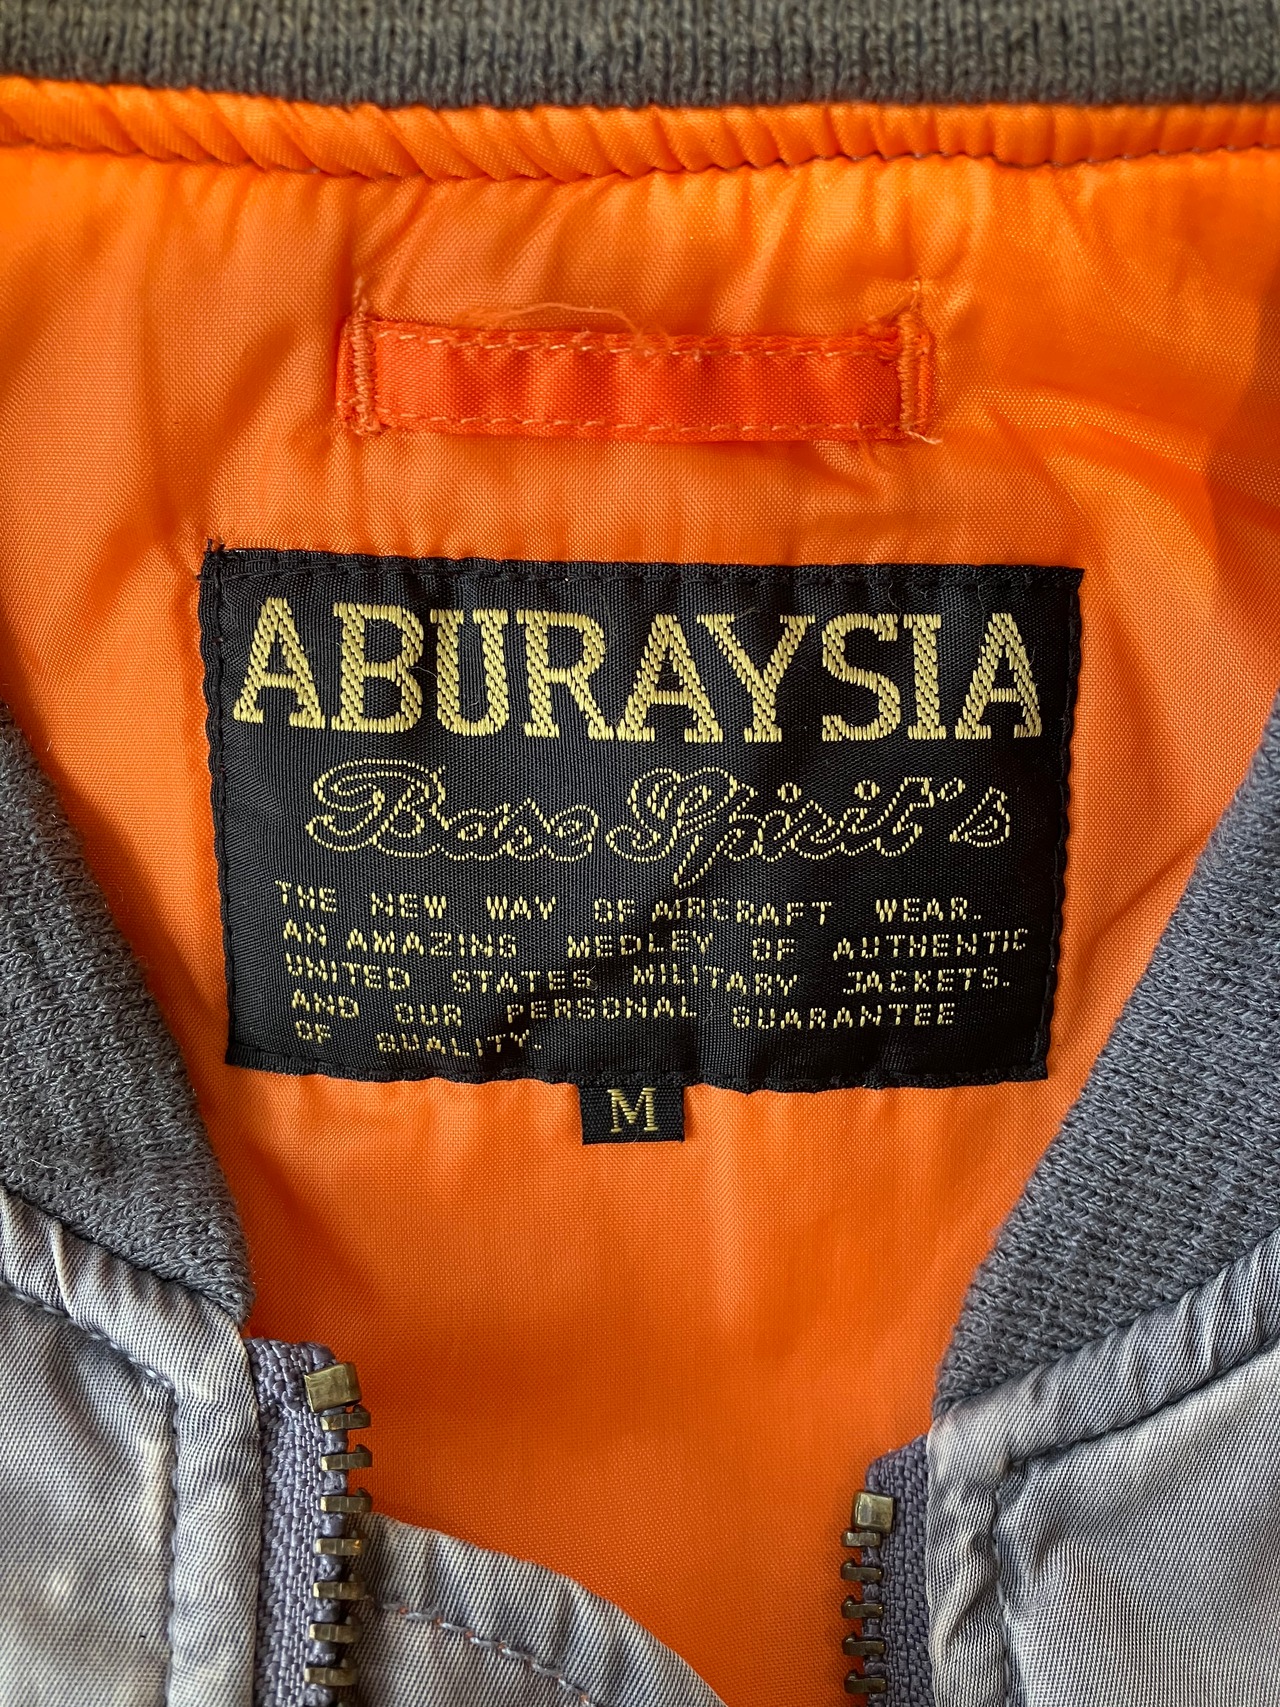 ABURAYSIA
Base Spirit's
THE NEW WAY OF AIRCRAFT WEAR.
AN AMAZING MEDLEY OF AUTHENTIC
UNITED STATES MILITARY JACKETS.
AND OUR PERSONAL GUARANTEE
OF QUALITY.
M